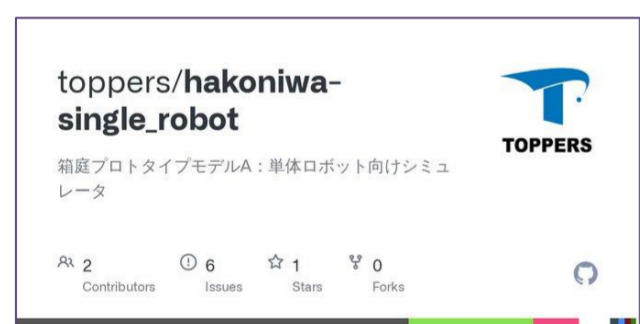 toppers/hakoniwa-
single_robot
TOPPERS
箱庭プロトタイプモデルA：単体ロボット向けシミュ
レータ
2
Contributors
6
Issues
1
Stars
0
Forks